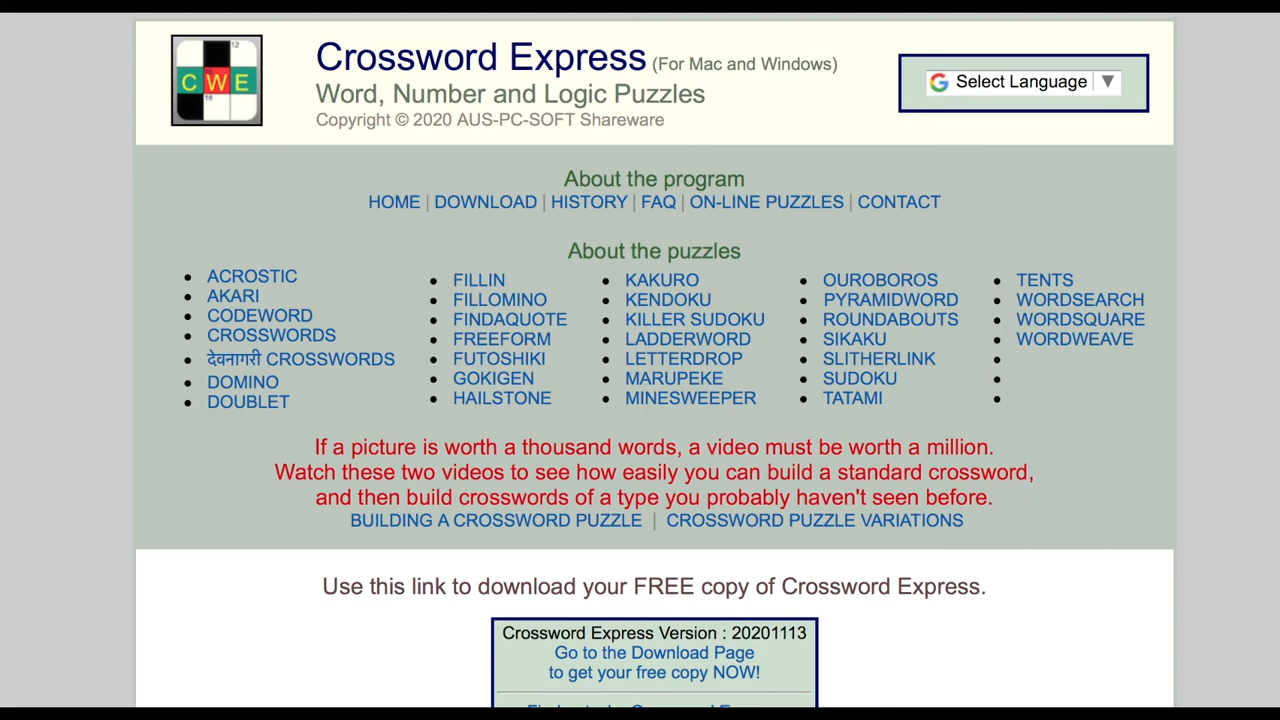 12
CWE
18
Crossword Express (For Mac and Windows)
Word, Number and Logic Puzzles
Copyright © 2020 AUS-PC-SOFT Shareware
Select Language ▼
About the program
HOME | DOWNLOAD | HISTORY | FAQ | ON-LINE PUZZLES | CONTACT
About the puzzles
• ACROSTIC
• AKARI
• CODEWORD
• CROSSWORDS
• देवनागरी CROSSWORDS
• DOMINO
• DOUBLET
• FILLIN
• FILLOMINO
• FINDAQUOTE
• FREEFORM
• FUTOSHIKI
• GOKIGEN
• HAILSTONE
• KAKURO
• KENDOKU
• KILLER SUDOKU
• LADDERWORD
• LETTERDROP
• MARUPEKE
• MINESWEEPER
• OUROBOROS
• PYRAMIDWORD
• ROUNDABOUTS
• SIKAKU
• SLITHERLINK
• SUDOKU
• TATAMI
• TENTS
• WORDSEARCH
• WORDSQUARE
• WORDWEAVE
If a picture is worth a thousand words, a video must be worth a million.
Watch these two videos to see how easily you can build a standard crossword,
and then build crosswords of a type you probably haven't seen before.
BUILDING A CROSSWORD PUZZLE | CROSSWORD PUZZLE VARIATIONS
Use this link to download your FREE copy of Crossword Express.
Crossword Express Version : 20201113
Go to the Download Page
to get your free copy NOW!